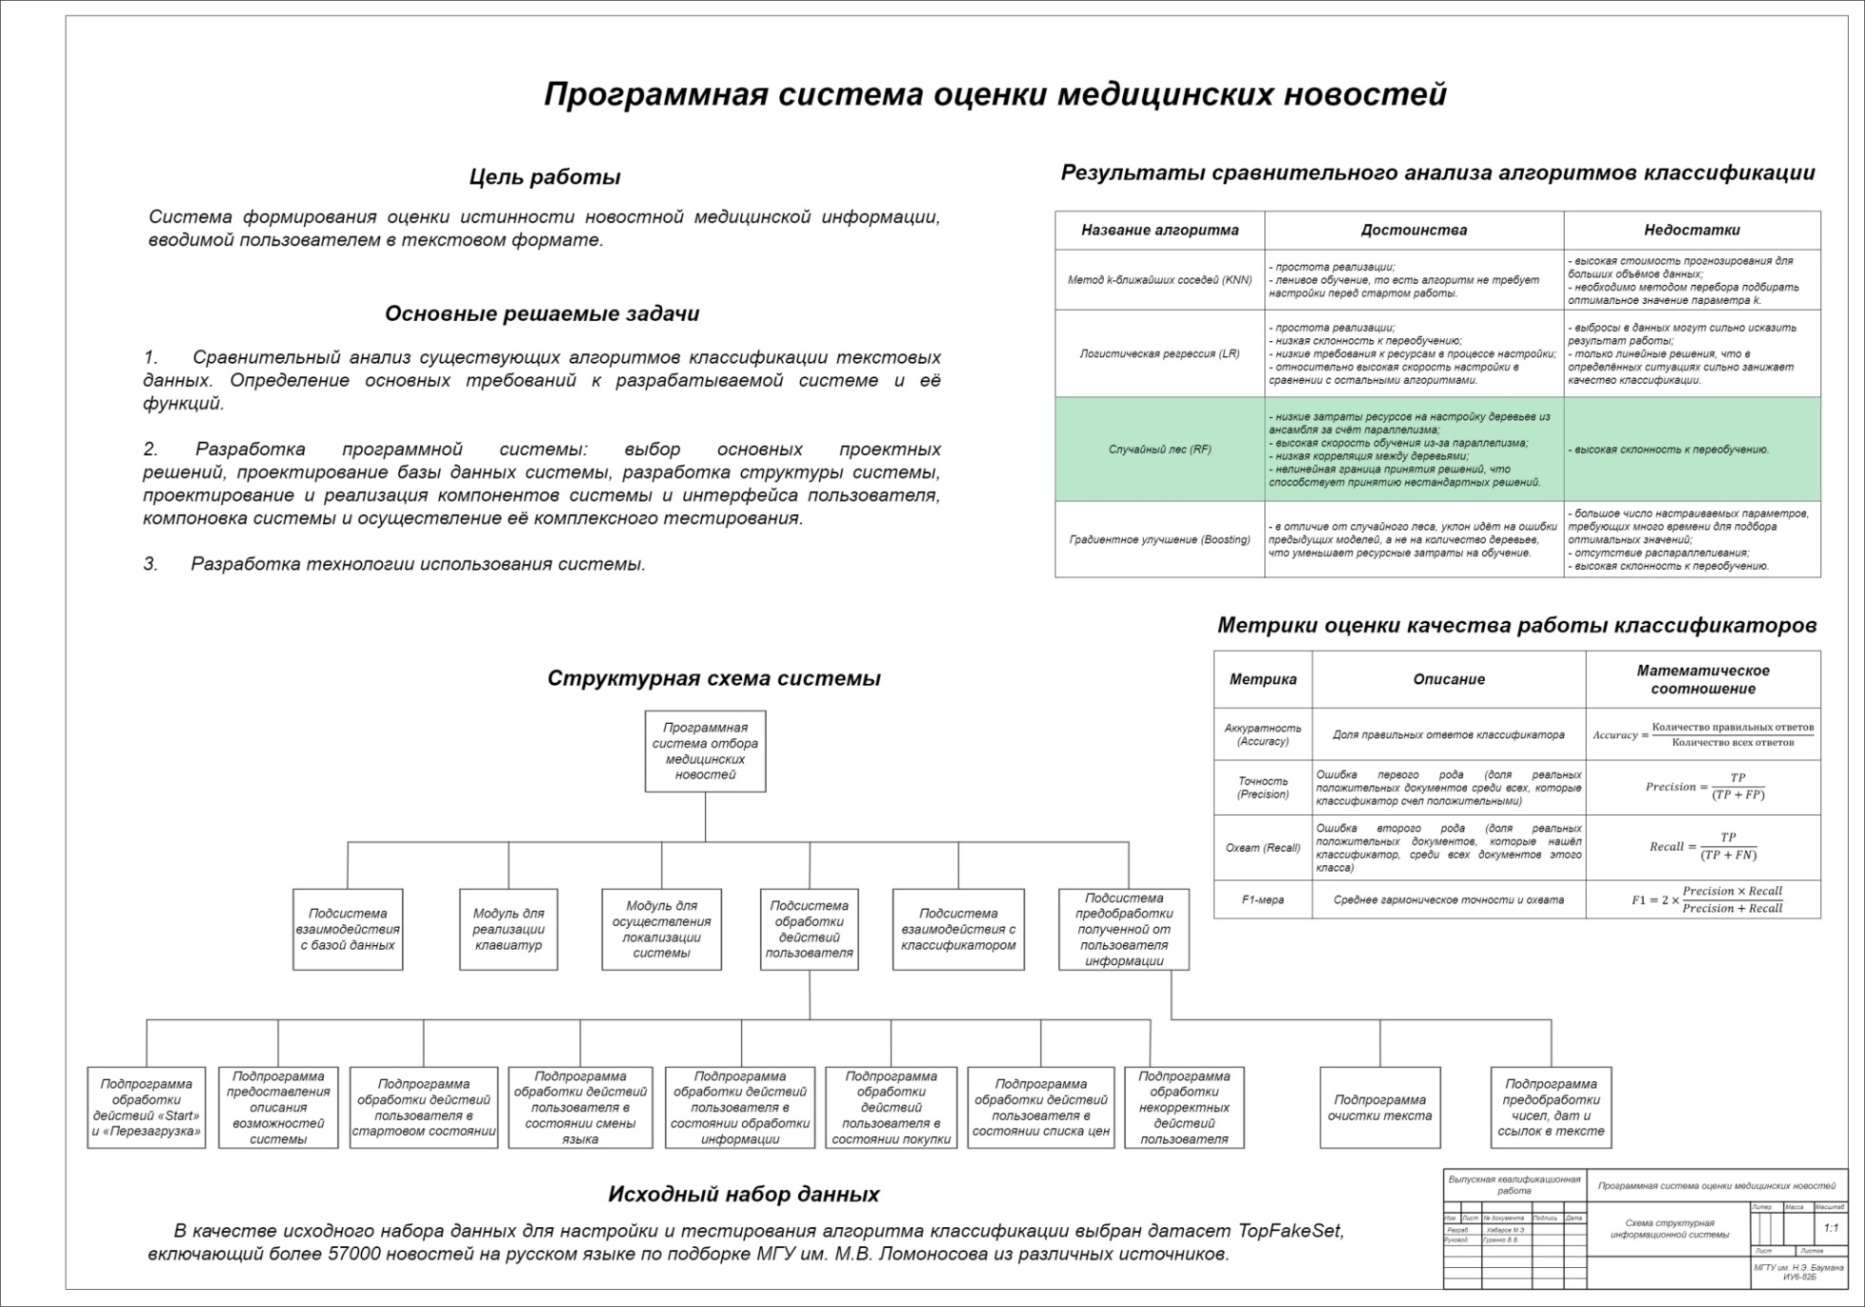 Программная система оценки медицинских новостей
Цель работы
Система формирования оценки истинности новостной медицинской информации,
вводимой пользователем в текстовом формате.
Основные решаемые задачи
1. Сравнительный анализ существующих алгоритмов классификации текстовых
данных. Определение основных требований к разрабатываемой системе и её
функций.
2. Разработка программной системы: выбор основных проектных
решений, проектирование базы данных системы, разработка структуры системы,
проектирование и реализация компонентов системы и интерфейса пользователя,
компоновка системы и осуществление её комплексного тестирования.
3. Разработка технологии использования системы.
Результаты сравнительного анализа алгоритмов классификации
Название алгоритма
Достоинства
Недостатки
Метод k-ближайших соседей (KNN)
- простота реализации;
- ленивое обучение, то есть алгоритм не требует
настройки перед стартом работы.
- высокая стоимость прогнозирования для
больших объёмов данных;
- необходимо методом перебора подбирать
оптимальное значение параметра k.
Логистическая регрессия (LR)
- простота реализации;
- низкая склонность к переобучению;
- низкие требования к ресурсам в процессе настройки;
- относительно высокая скорость настройки в
сравнении с остальными алгоритмами.
- выбросы в данных могут сильно исказить
результат работы;
- только линейные решения, что в
определённых ситуациях сильно занижает
качество классификации.
Случайный лес (RF)
- низкие затраты ресурсов на настройку деревьев из
ансамбля за счёт параллелизма;
- высокая скорость обучения из-за параллелизма;
- низкая корреляция между деревьями;
- нелинейная граница принятия решений, что
способствует принятию нестандартных решений.
- высокая склонность к переобучению.
Градиентное улучшение (Boosting)
- в отличие от случайного леса, уклон идёт на ошибки
предыдущих моделей, а не на количество деревьев,
что уменьшает ресурсные затраты на обучение.
- большое число настраиваемых параметров,
требующих много времени для подбора
оптимальных значений;
- отсутствие распараллеливания;
- высокая склонность к переобучению.
Метрики оценки качества работы классификаторов
Метрика
Описание
Математическое
соотношение
Аккуратность
(Accuracy)
Доля правильных ответов классификатора
Accuracy = Количество правильных ответов / Количество всех ответов
Точность
(Precision)
Ошибка первого рода (доля реальных
положительных документов среди всех, которые
классификатор счел положительными)
Precision = TP / (TP + FP)
Охват (Recall)
Ошибка второго рода (доля реальных
положительных документов, которые нашёл
классификатор, среди всех документов этого
класса)
Recall = TP / (TP + FN)
F1-мера
Среднее гармоническое точности и охвата
F1 = 2 × Precision × Recall / Precision + Recall
Структурная схема системы
Программная
система отбора
медицинских
новостей
Подсистема
взаимодействия
с базой данных
Модуль для
реализации
клавиатур
Модуль для
осуществления
локализации
системы
Подсистема
обработки
действий
пользователя
Подсистема
взаимодействия с
классификатором
Подсистема
предобработки
полученной от
пользователя
информации
Подпрограмма
обработки
действий «Start»
и «Перезагрузка»
Подпрограмма
предоставления
описания
возможностей
системы
Подпрограмма
обработки действий
пользователя в
стартовом состоянии
Подпрограмма
обработки действий
пользователя в
состоянии смены
языка
Подпрограмма
обработки действий
пользователя в
состоянии обработки
информации
Подпрограмма
обработки
действий
пользователя в
состоянии покупки
Подпрограмма
обработки действий
пользователя в
состоянии списка цен
Подпрограмма
обработки
некорректных
действий
пользователя
Подпрограмма
очистки текста
Подпрограмма
предобработки
чисел, дат и
ссылок в тексте
Исходный набор данных
В качестве исходного набора данных для настройки и тестирования алгоритма классификации выбран датасет TopFakeSet,
включающий более 57000 новостей на русском языке по подборке МГУ им. М.В. Ломоносова из различных источников.
Выпускная квалификационная
работа
Программная система оценки медицинских новостей
Изм Лист № документа Подпись Дата
Разраб Хабаров М.Э.
Руковод. Гуренко В.В.
Схема структурная
информационной системы
Литер. Масса Масштаб
1:1
Лист Листов
МГТУ им. Н.Э. Баумана
ИУ6-82Б